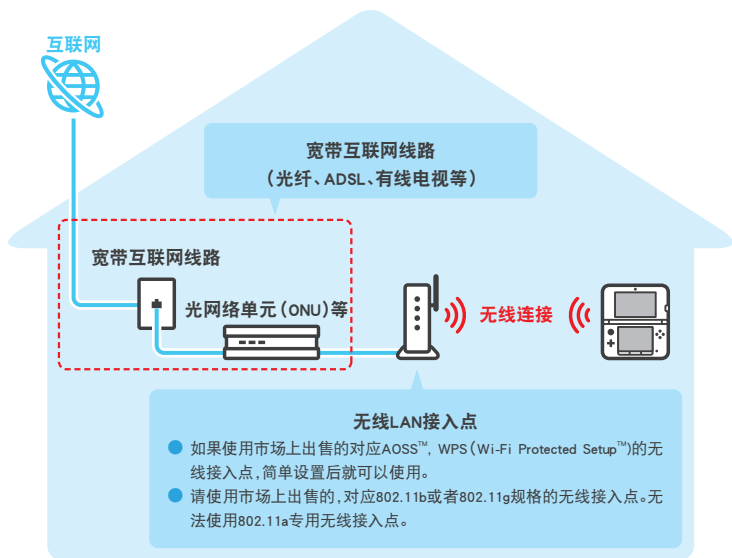 互联网
宽带互联网线路
（光纤、ADSL、有线电视等）
宽带互联网线路
光网络单元（ONU）等
无线连接
无线LAN接入点
● 如果使用市场上出售的对应AOSS™, WPS（Wi-Fi Protected Setup™)的无
线接入点,简单设置后就可以使用。
● 请使用市场上出售的,对应802.11b或者802.11g规格的无线接入点。无
法使用802.11a专用无线接入点。